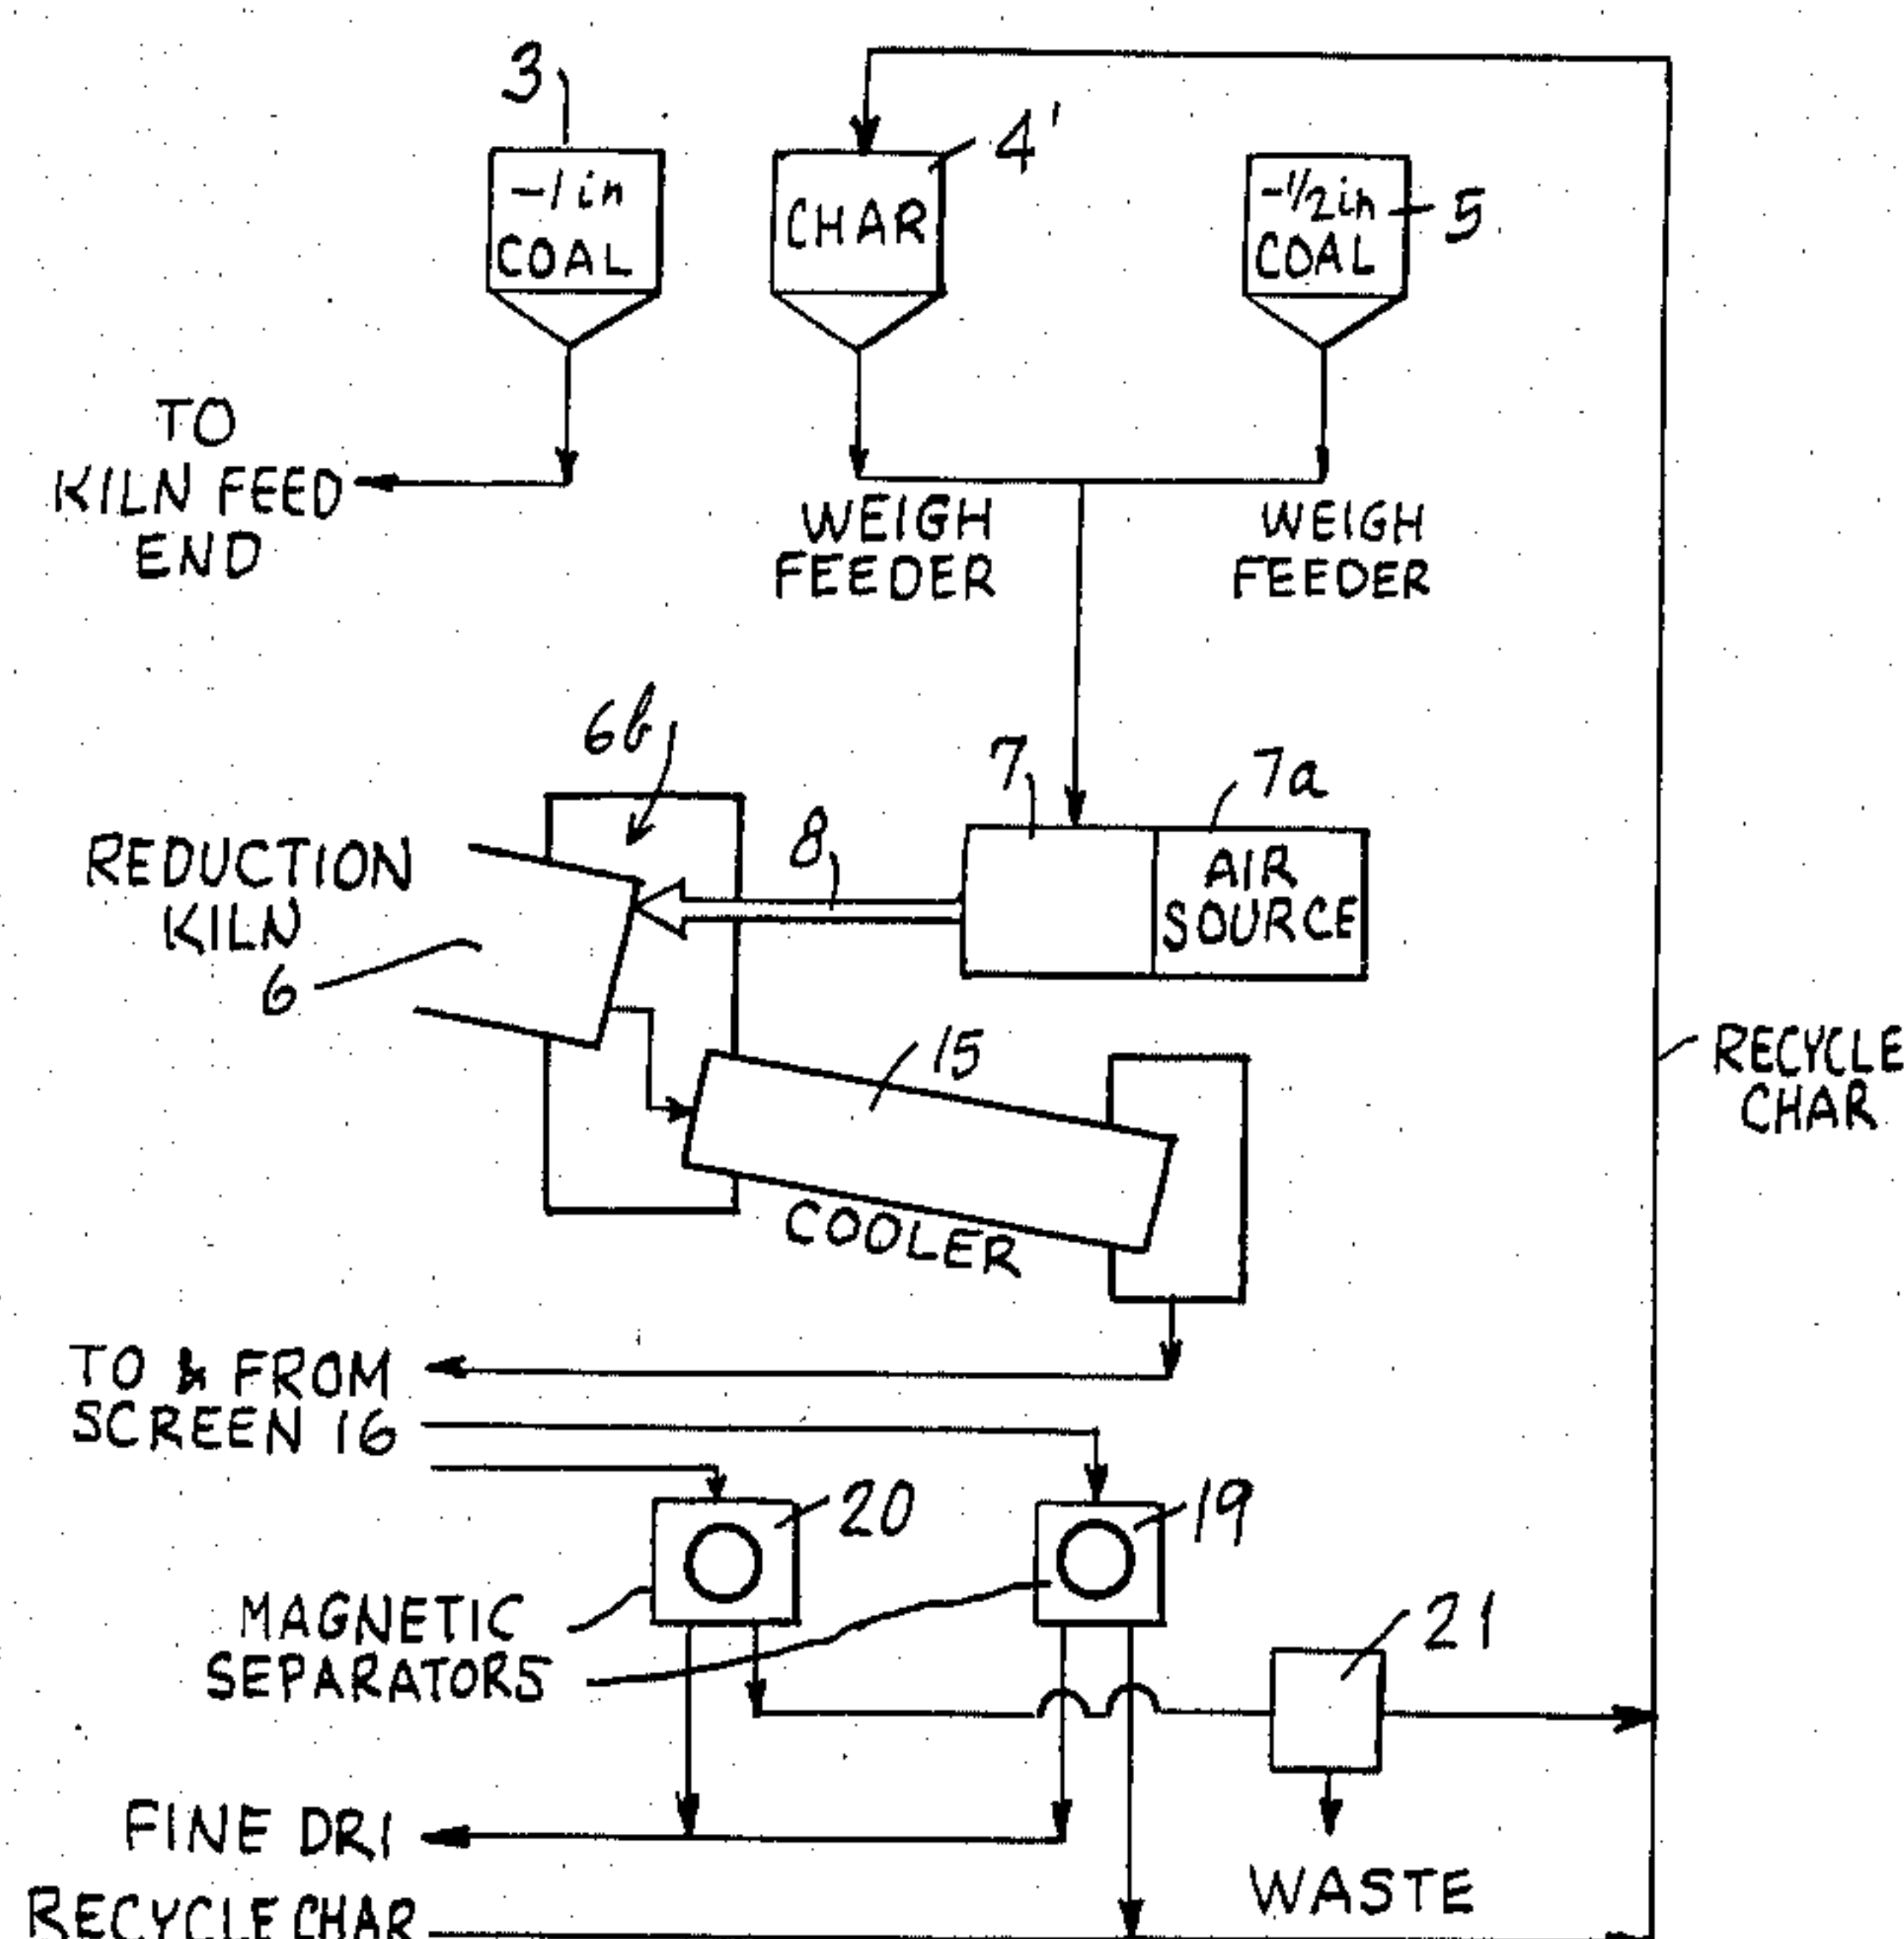 3
-1 in
COAL
4'
CHAR
-1/2 in
COAL
5
TO
KILN FEED
END
WEIGH
FEEDER
WEIGH
FEEDER
6b
7
7a
8
REDUCTION
KILN
6
AIR
SOURCE
15
RECYCLE
CHAR
COOLER
TO & FROM
SCREEN 16
20
19
MAGNETIC
SEPARATORS
21
FINE DRI
WASTE
RECYCLE CHAR